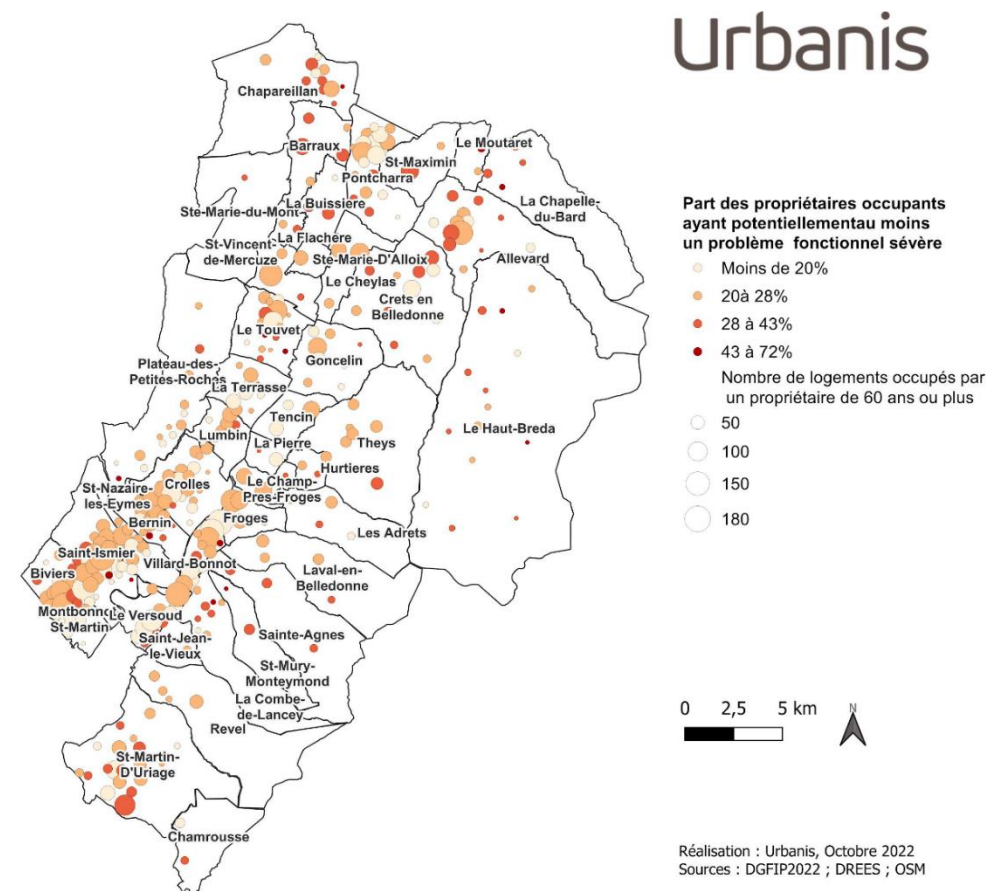 Urbanis
Chapareillan
Barraux
Le Moutaret
St-Maximin
Pontcharra
La Chapelle-
du-Bard
La Buissiere
Ste-Marie-du-Mont
La Flachere
St-Vincent-
de-Mercuze
Ste-Marie-D'Alloix
Allevard
Le Cheylas
Crets en
Belledonne
Le Touvet
Goncelin
Plateau-des-
Petites-Roches
La Terrasse
Tencin
Lumbin
La Pierre
Theys
Le Haut-Breda
Hurtieres
St-Nazaire-
les-Eymes
Crolles
Le Champ-
Pres-Froges
Bernin
Froges
Les Adrets
Saint-Ismier
Villard-Bonnot
Biviers
Laval-en-
Belledonne
Montbonnot
St-Martin
Le Versoud
Saint-Jean-
le-Vieux
Sainte-Agnes
St-Mury-
Monteymond
La Combe-
de-Lancey
Revel
St-Martin-
D'Uriage
Chamrousse
Part des propriétaires occupants
ayant potentiellementau moins
un problème fonctionnel sévère
Moins de 20%
20à 28%
28 à 43%
43 à 72%
Nombre de logements occupés par
un propriétaire de 60 ans ou plus
50
100
150
180
0 2,5 5 km
N
Réalisation : Urbanis, Octobre 2022
Sources : DGFIP2022 ; DREES ; OSM